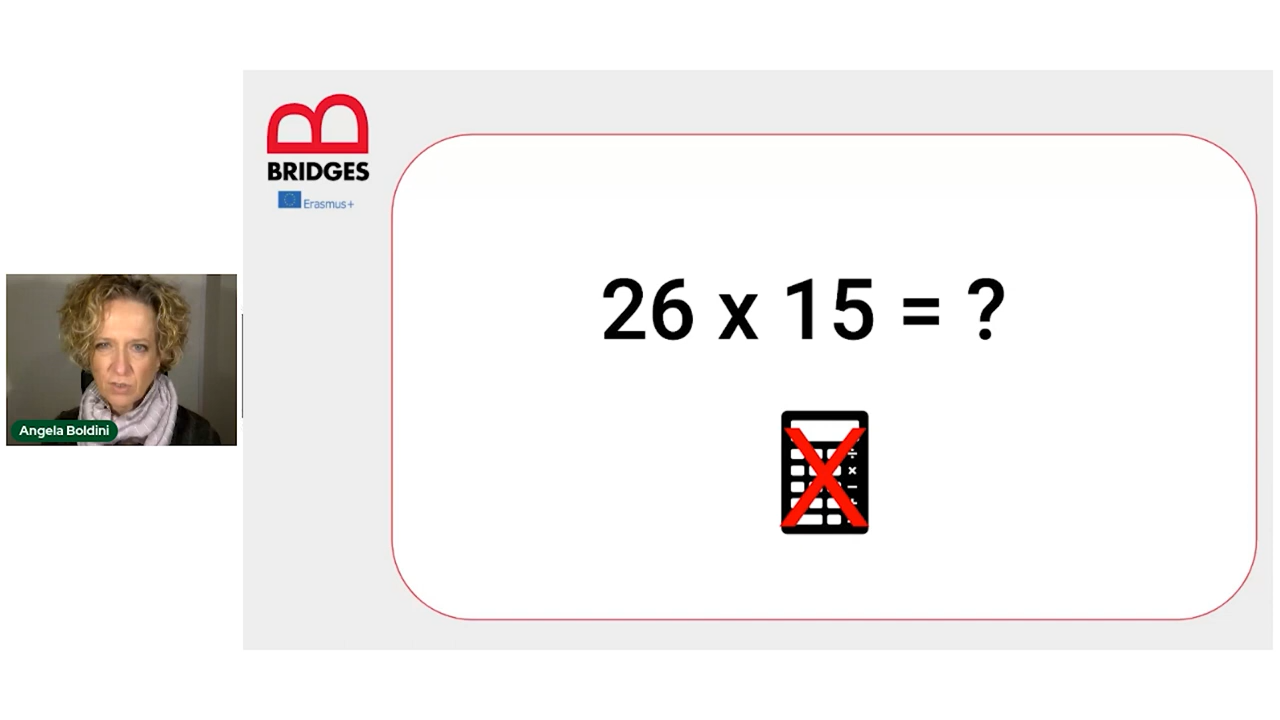 BRIDGES
Erasmus+
26 x 15 = ?
Angela Boldini